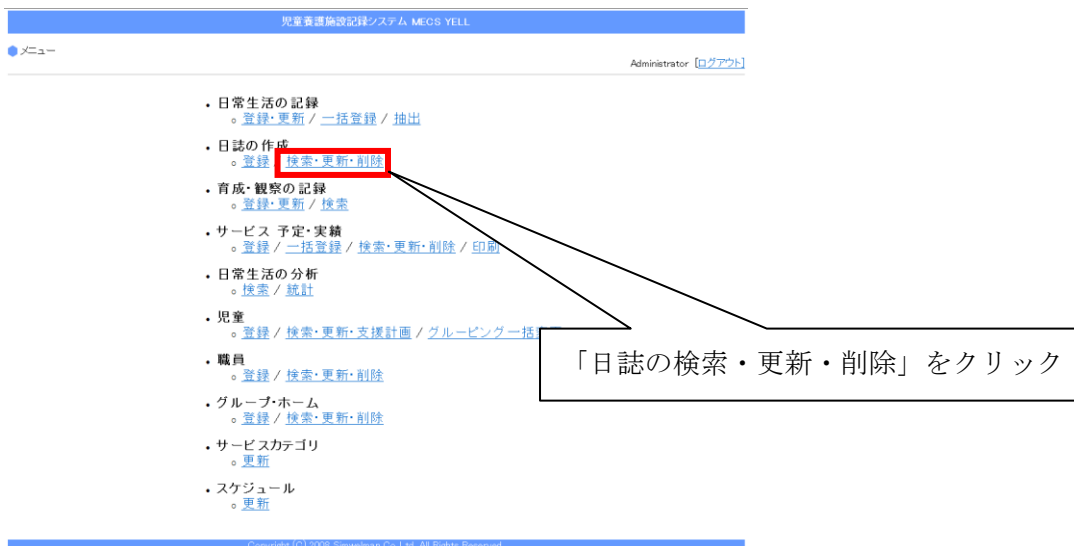 児童養護施設記録システム MECS YELL
メニュー
Administrator [ログアウト]
・日常生活の記録
登録・更新 / 一括登録 / 抽出
・日誌の作成
登録 / 検索・更新・削除
・育成・観察の記録
登録・更新 / 検索
・サービス 予定・実績
登録 / 一括登録 / 検索・更新・削除 / 印刷
・日常生活の分析
検索 / 統計
・児童
登録 / 検索・更新・支援計画 / グルーピング一括
・職員
登録 / 検索・更新・削除
「日誌の検索・更新・削除」をクリック
・グループ・ホーム
登録 / 検索・更新・削除
・サービスカテゴリ
更新
・スケジュール
更新
Copyright (C) 2008 Co.,Ltd. All Rights Reserved.